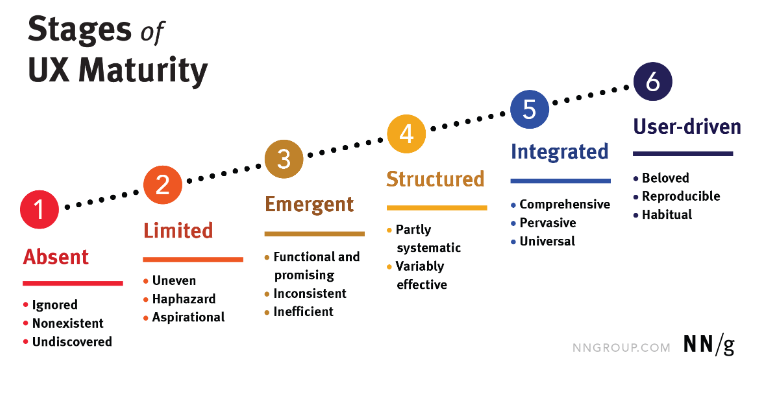 Stages of
UX Maturity
1
Absent
• Ignored
• Nonexistent
• Undiscovered
2
Limited
• Uneven
• Haphazard
• Aspirational
3
Emergent
• Functional and
promising
• Inconsistent
• Inefficient
4
Structured
• Partly
systematic
• Variably
effective
5
Integrated
• Comprehensive
• Pervasive
• Universal
6
User-driven
• Beloved
• Reproducible
• Habitual
NNGROUP.COM NN/g